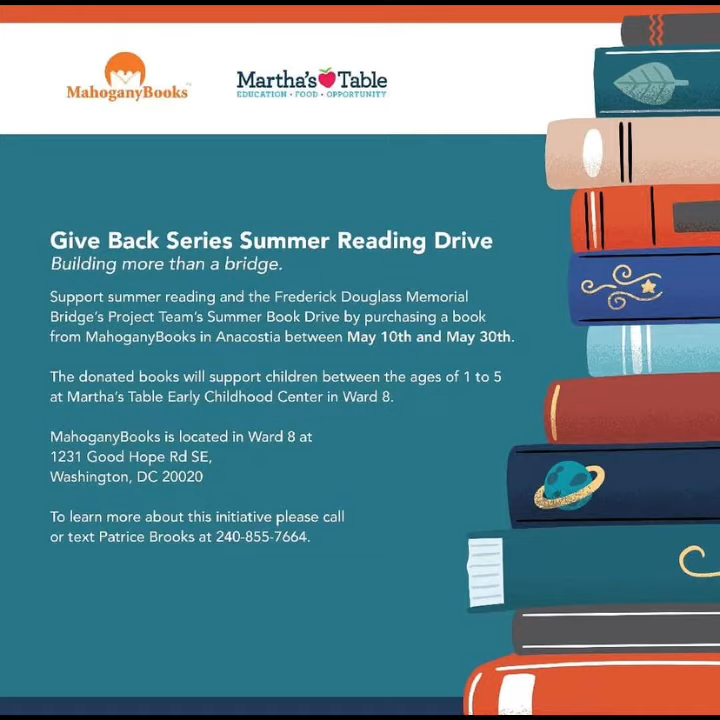 MahoganyBooks
Martha's Table
EDUCATION • FOOD • OPPORTUNITY
Give Back Series Summer Reading Drive
Building more than a bridge.
Support summer reading and the Frederick Douglass Memorial
Bridge's Project Team's Summer Book Drive by purchasing a book
from MahoganyBooks in Anacostia between May 10th and May 30th.
The donated books will support children between the ages of 1 to 5
at Martha's Table Early Childhood Center in Ward 8.
MahoganyBooks is located in Ward 8 at
1231 Good Hope Rd SE,
Washington, DC 20020
To learn more about this initiative please call
or text Patrice Brooks at 240-855-7664.